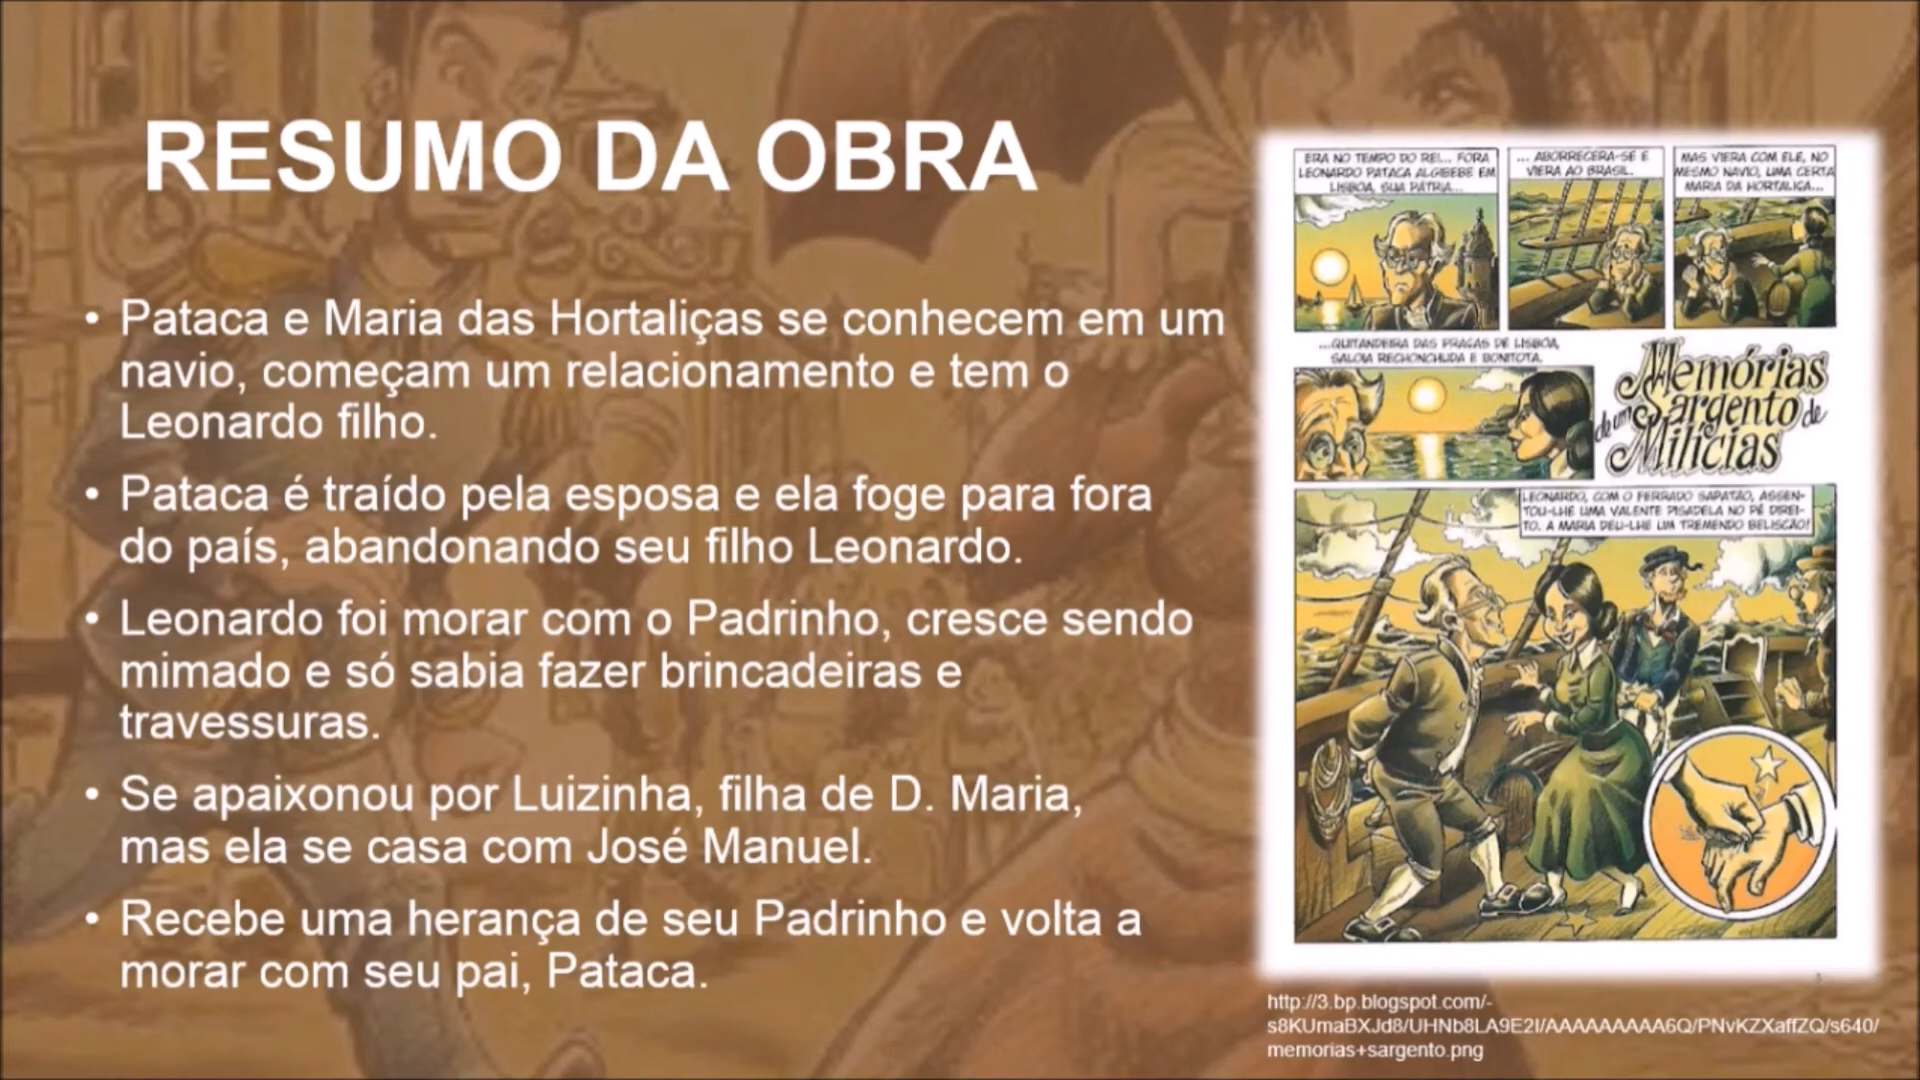 RESUMO DA OBRA
• Pataca e Maria das Hortaliças se conhecem em um
navio, começam um relacionamento e tem o
Leonardo filho.
• Pataca é traído pela esposa e ela foge para fora
do país, abandonando seu filho Leonardo.
• Leonardo foi morar com o Padrinho, cresce sendo
mimado e só sabia fazer brincadeiras e
travessuras.
• Se apaixonou por Luizinha, filha de D. Maria,
mas ela se casa com José Manuel.
• Recebe uma herança de seu Padrinho e volta a
morar com seu pai, Pataca.
ERA NO TEMPO DO REI... FORA
LEONARDO PATACA ALGIBEBE EM
LISBOA, SUA PÁTRIA...
... ABORRECERA-SE E
VIERA AO BRASIL.
MAS VIERA COM ELE, NO
MESMO NAVIO, UMA CERTA
MARIA DA HORTALIÇA...
...QUITANDEIRA DAS PRAÇAS DE LISBOA,
SALOIA RECHONCHUDA E BONITOTA.
Memórias
de um Sargento de
Milícias
LEONARDO, COM O FERRADO SAPATÃO, ASSEN-
TOU-LHE UMA VALENTE PISADELA NO PÉ DIREI-
TO. A MARIA DEU-LHE UM TREMENDO BELISCÃO!
http://3.bp.blogspot.com/-
s8KUmaBXJd8/UHNb8LA9E2I/AAAAAAAAA6Q/PNvKZXaffZQ/s640/
memorias+sargento.png